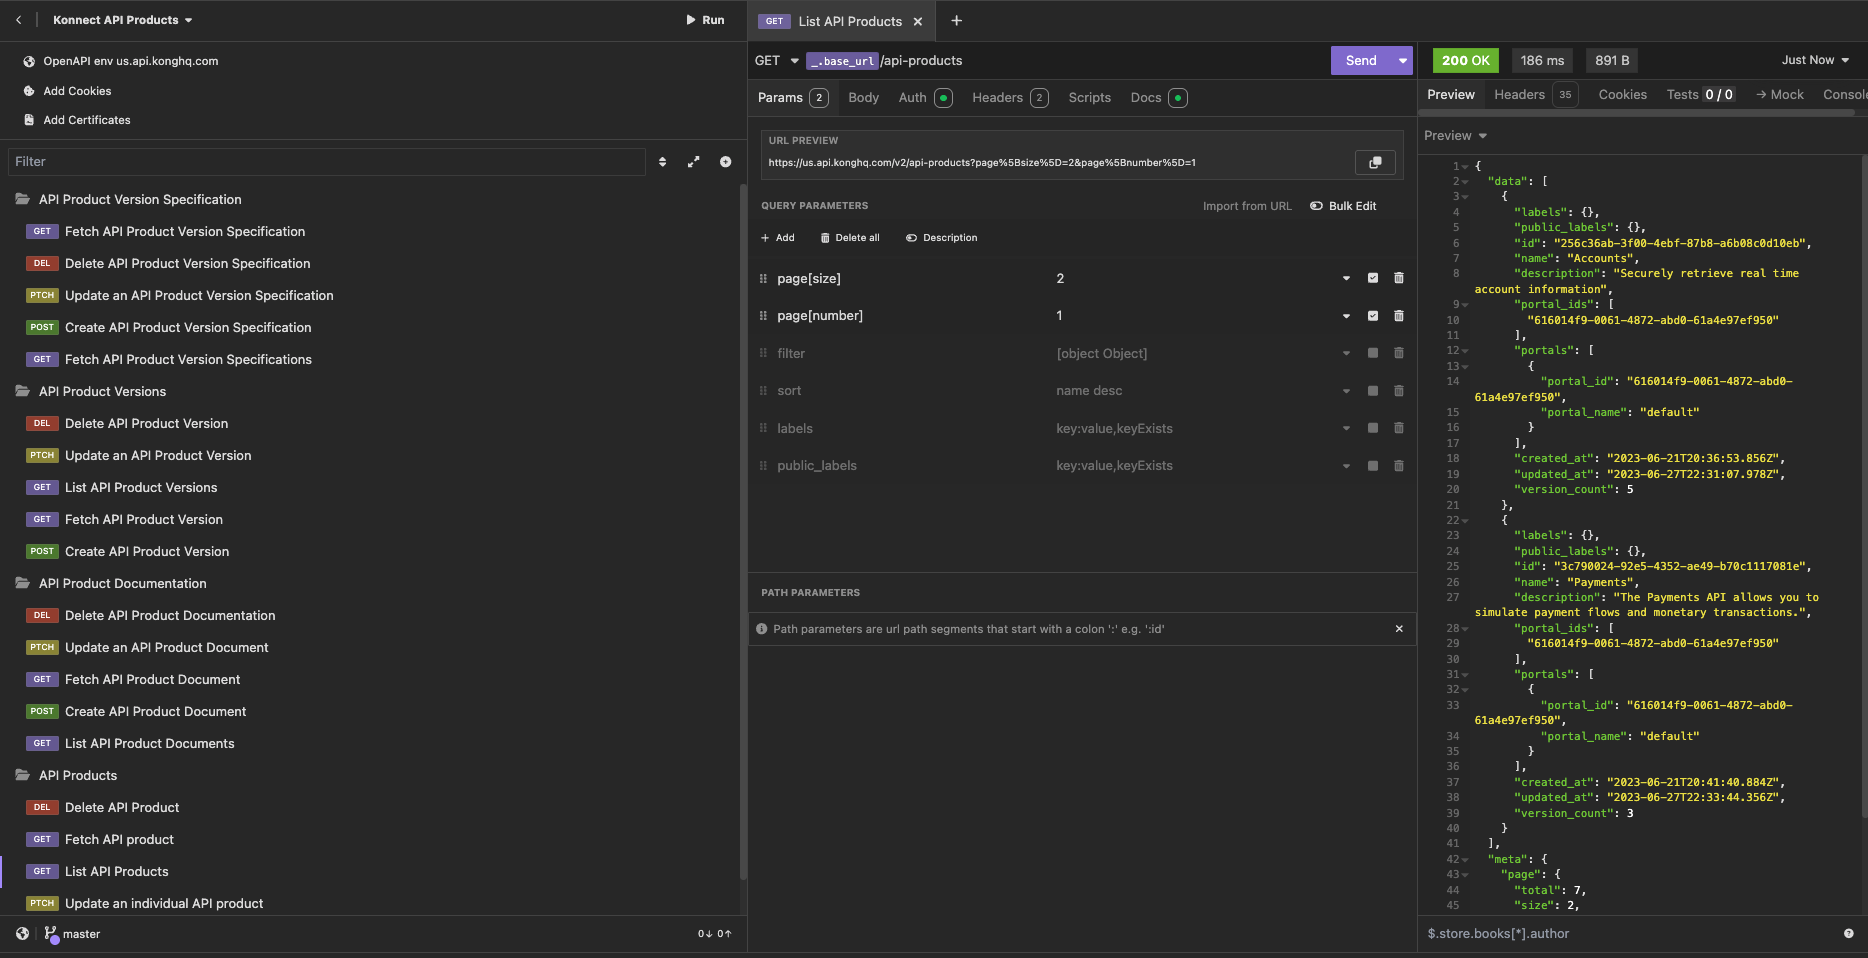 Konnect API Products
Run
OpenAPI env us.api.konghq.com
Add Cookies
Add Certificates
Filter
API Product Version Specification
GET Fetch API Product Version Specification
DEL Delete API Product Version Specification
PTCH Update an API Product Version Specification
POST Create API Product Version Specification
GET Fetch API Product Version Specifications
API Product Versions
DEL Delete API Product Version
PTCH Update an API Product Version
GET List API Product Versions
GET Fetch API Product Version
POST Create API Product Version
API Product Documentation
DEL Delete API Product Documentation
PTCH Update an API Product Document
GET Fetch API Product Document
POST Create API Product Document
GET List API Product Documents
API Products
DEL Delete API Product
GET Fetch API product
GET List API Products
PTCH Update an individual API product
master 0↓ 0↑
GET List API Products
GET _.base_url/api-products Send
Params 2 Body Auth Headers 2 Scripts Docs
URL PREVIEW
https://us.api.konghq.com/v2/api-products?page%5Bsize%5D=2&page%5Bnumber%5D=1
QUERY PARAMETERS Import from URL Bulk Edit
Add Delete all Description
page[size] 2
page[number] 1
filter [object Object]
sort name desc
labels key:value,keyExists
public_labels key:value,keyExists
PATH PARAMETERS
Path parameters are url path segments that start with a colon ':' e.g. ':id'
200 OK 186 ms 891 B Just Now
Preview Headers 35 Cookies Tests 0 / 0 → Mock Console
Preview
1 {
2 "data": [
3 {
4 "labels": {},
5 "public_labels": {},
6 "id": "256c36ab-3f00-4ebf-87b8-a6b08c0d10eb",
7 "name": "Accounts",
8 "description": "Securely retrieve real time
account information",
9 "portal_ids": [
10 "616014f9-0061-4872-abd0-61a4e97ef950"
11 ],
12 "portals": [
13 {
14 "portal_id": "616014f9-0061-4872-abd0-
61a4e97ef950",
15 "portal_name": "default"
16 }
17 ],
18 "created_at": "2023-06-21T20:36:53.856Z",
19 "updated_at": "2023-06-27T22:31:07.978Z",
20 "version_count": 5
21 },
22 {
23 "labels": {},
24 "public_labels": {},
25 "id": "3c790024-92e5-4352-ae49-b70c1117081e",
26 "name": "Payments",
27 "description": "The Payments API allows you to
simulate payment flows and monetary transactions.",
28 "portal_ids": [
29 "616014f9-0061-4872-abd0-61a4e97ef950"
30 ],
31 "portals": [
32 {
33 "portal_id": "616014f9-0061-4872-abd0-
61a4e97ef950",
34 "portal_name": "default"
35 }
36 ],
37 "created_at": "2023-06-21T20:41:40.884Z",
38 "updated_at": "2023-06-27T22:33:44.356Z",
39 "version_count": 3
40 }
41 ],
42 "meta": {
43 "page": {
44 "total": 7,
45 "size": 2,
$.store.books[*].author